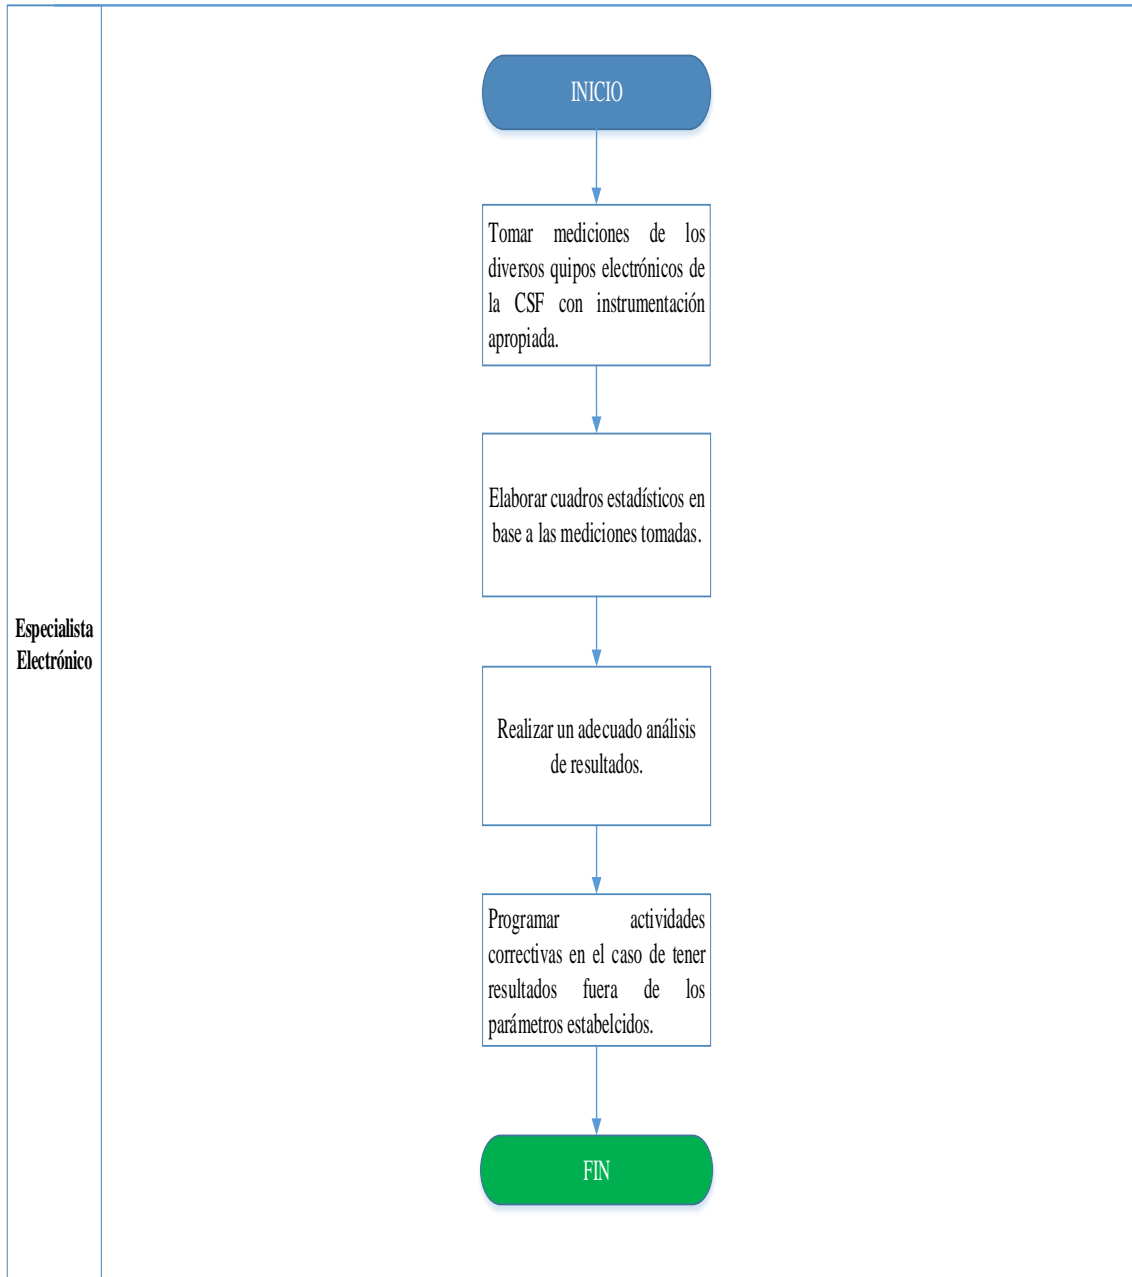 INICIO
Tomar mediciones de los
diversos quipos electrónicos de
la CSF con instrumentación
apropiada.
Elaborar cuadros estadísticos en
base a las mediciones tomadas.
Especialista
Electrónico
Realizar un adecuado análisis
de resultados.
Programar actividades
correctivas en el caso de tener
resultados fuera de los
parámetros estabelcidos.
FIN